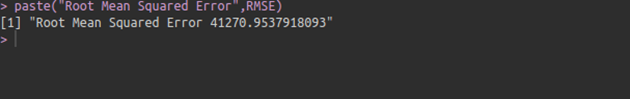 > paste("Root Mean Squared Error",RMSE)
[1] "Root Mean Squared Error 41270.9537918093"
>